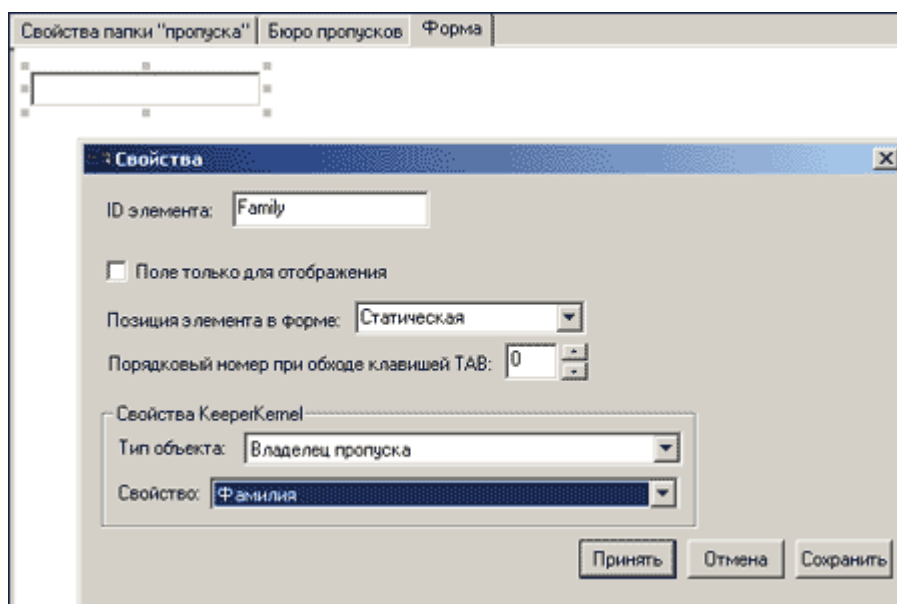 Свойства папки "пропуска" Бюро пропусков Форма
Свойства
ID элемента: Family
Поле только для отображения
Позиция элемента в форме: Статическая
Порядковый номер при обходе клавишей TAB: 0
Свойства KeeperKernel
Тип объекта: Владелец пропуска
Свойство: Фамилия
Принять Отмена Сохранить